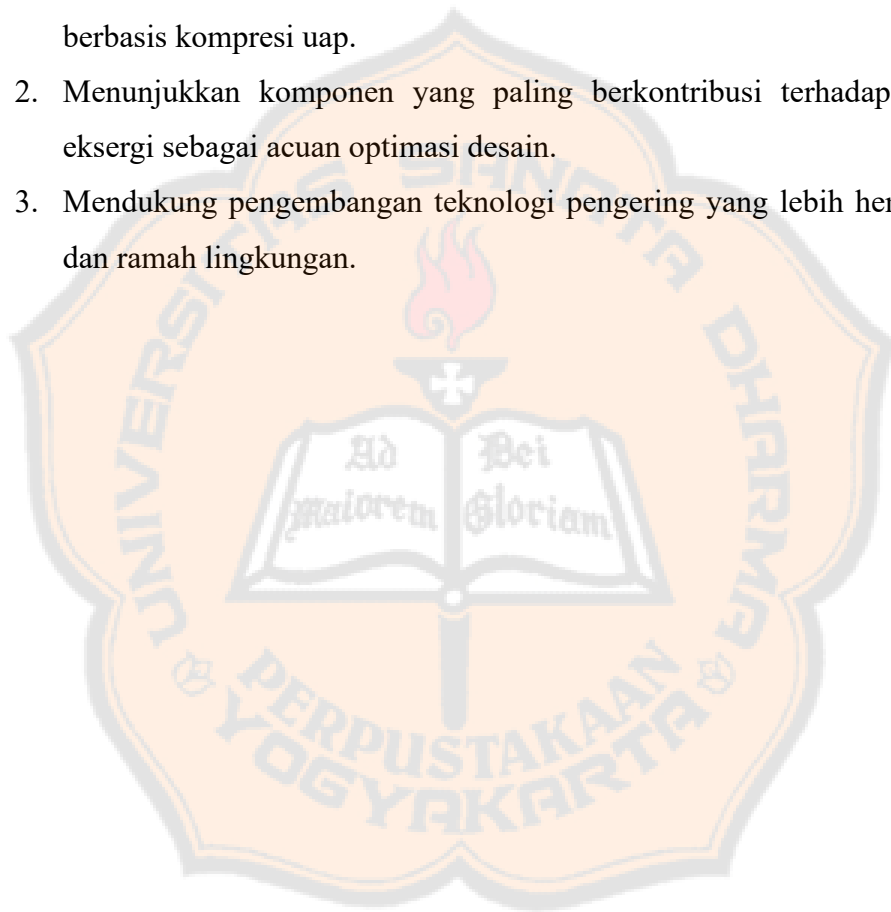 berbasis kompresi uap.
2. Menunjukkan komponen yang paling berkontribusi terhadap
eksergi sebagai acuan optimasi desain.
3. Mendukung pengembangan teknologi pengering yang lebih
dan ramah lingkungan.
UNIVERSITAS SANATA DHARMA
Ad Dei
Maiorem Gloriam
PERPUSTAKAAN
YOGYAKARTA